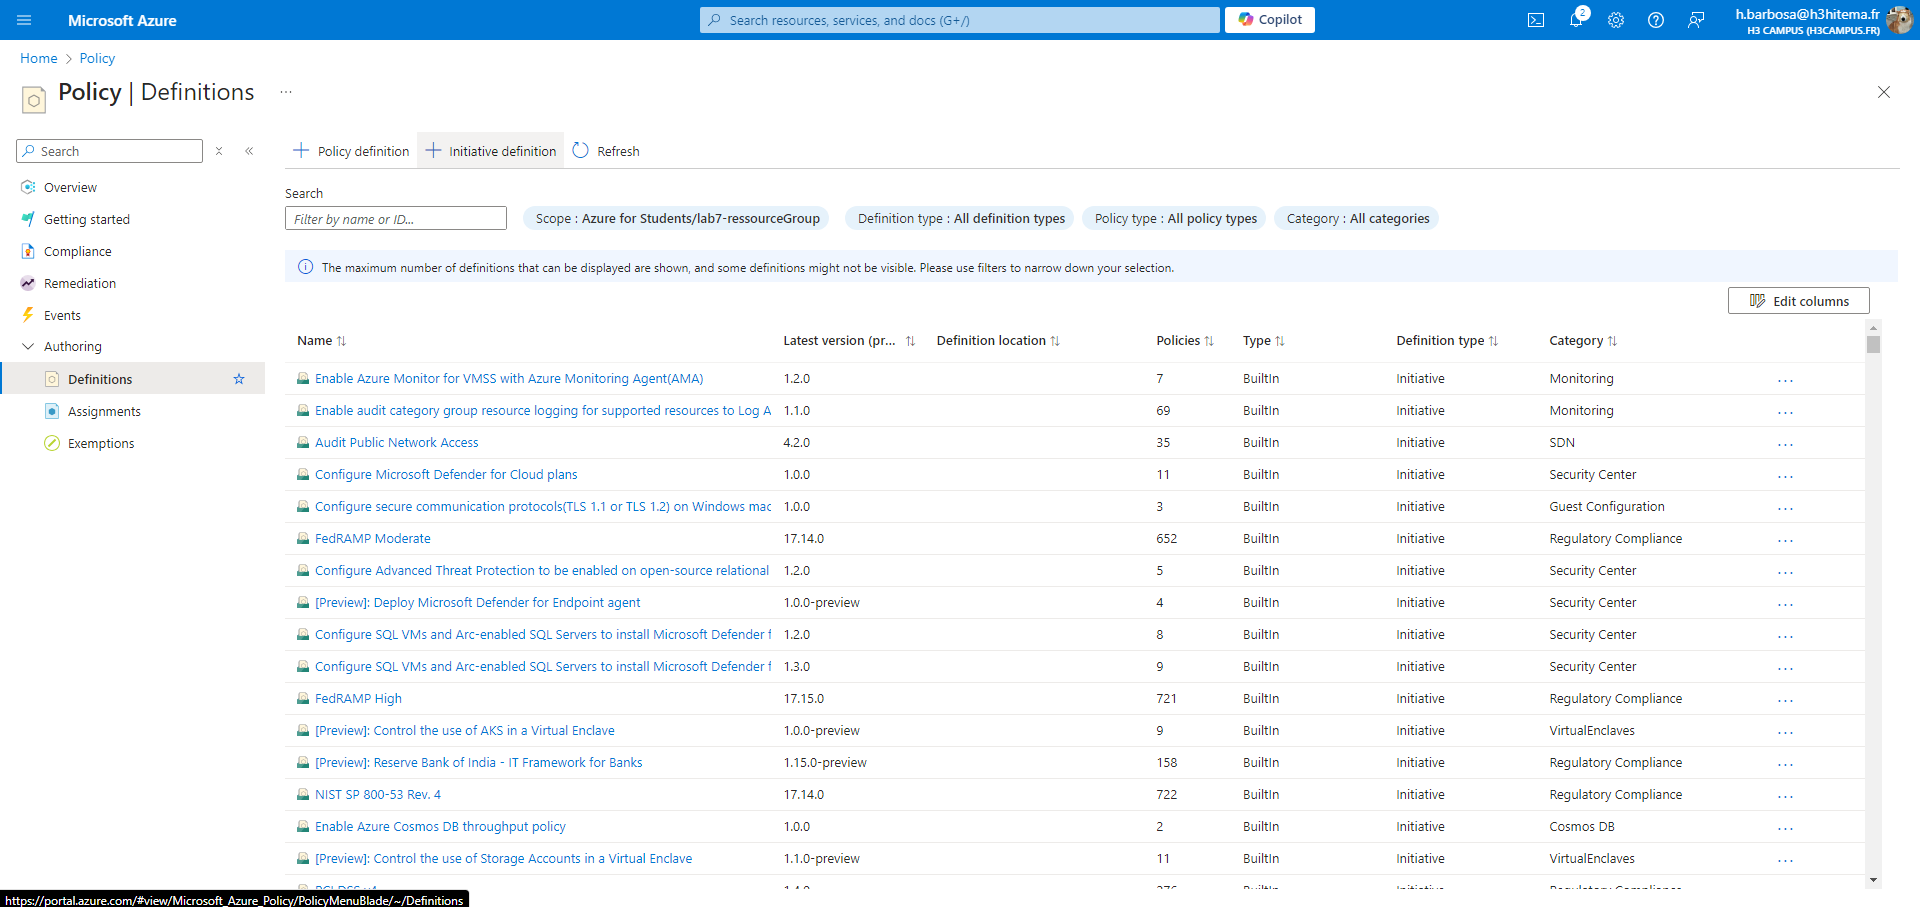 Microsoft Azure
Search resources, services, and docs (G+/)
Copilot
2
h.barbosa@h3hitema.fr
H3 CAMPUS (H3CAMPUS.FR)
Home > Policy
Policy | Definitions ...
Search
Overview
Getting started
Compliance
Remediation
Events
Authoring
Definitions
Assignments
Exemptions
+ Policy definition + Initiative definition Refresh
Search
Filter by name or ID...
Scope : Azure for Students/lab7-ressourceGroup
Definition type : All definition types
Policy type : All policy types
Category : All categories
The maximum number of definitions that can be displayed are shown, and some definitions might not be visible. Please use filters to narrow down your selection.
Edit columns
Name Latest version (pr... Definition location Policies Type Definition type Category
Enable Azure Monitor for VMSS with Azure Monitoring Agent(AMA) 1.2.0 7 BuiltIn Initiative Monitoring ...
Enable audit category group resource logging for supported resources to Log A 1.1.0 69 BuiltIn Initiative Monitoring ...
Audit Public Network Access 4.2.0 35 BuiltIn Initiative SDN ...
Configure Microsoft Defender for Cloud plans 1.0.0 11 BuiltIn Initiative Security Center ...
Configure secure communication protocols(TLS 1.1 or TLS 1.2) on Windows mac 1.0.0 3 BuiltIn Initiative Guest Configuration ...
FedRAMP Moderate 17.14.0 652 BuiltIn Initiative Regulatory Compliance ...
Configure Advanced Threat Protection to be enabled on open-source relational 1.2.0 5 BuiltIn Initiative Security Center ...
[Preview]: Deploy Microsoft Defender for Endpoint agent 1.0.0-preview 4 BuiltIn Initiative Security Center ...
Configure SQL VMs and Arc-enabled SQL Servers to install Microsoft Defender f 1.2.0 8 BuiltIn Initiative Security Center ...
Configure SQL VMs and Arc-enabled SQL Servers to install Microsoft Defender f 1.3.0 9 BuiltIn Initiative Security Center ...
FedRAMP High 17.15.0 721 BuiltIn Initiative Regulatory Compliance ...
[Preview]: Control the use of AKS in a Virtual Enclave 1.0.0-preview 9 BuiltIn Initiative VirtualEnclaves ...
[Preview]: Reserve Bank of India - IT Framework for Banks 1.15.0-preview 158 BuiltIn Initiative Regulatory Compliance ...
NIST SP 800-53 Rev. 4 17.14.0 722 BuiltIn Initiative Regulatory Compliance ...
Enable Azure Cosmos DB throughput policy 1.0.0 2 BuiltIn Initiative Cosmos DB ...
[Preview]: Control the use of Storage Accounts in a Virtual Enclave 1.1.0-preview 11 BuiltIn Initiative VirtualEnclaves ...
https://portal.azure.com/#view/Microsoft_Azure_Policy/PolicyMenuBlade/~/Definitions